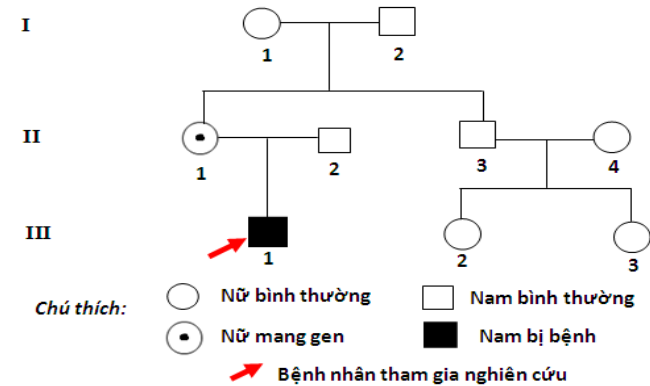 I
1 2
II
1 2 3 4
III
1 2 3
Chú thích: Nữ bình thường Nam bình thường
Nữ mang gen Nam bị bệnh
Bệnh nhân tham gia nghiên cứu